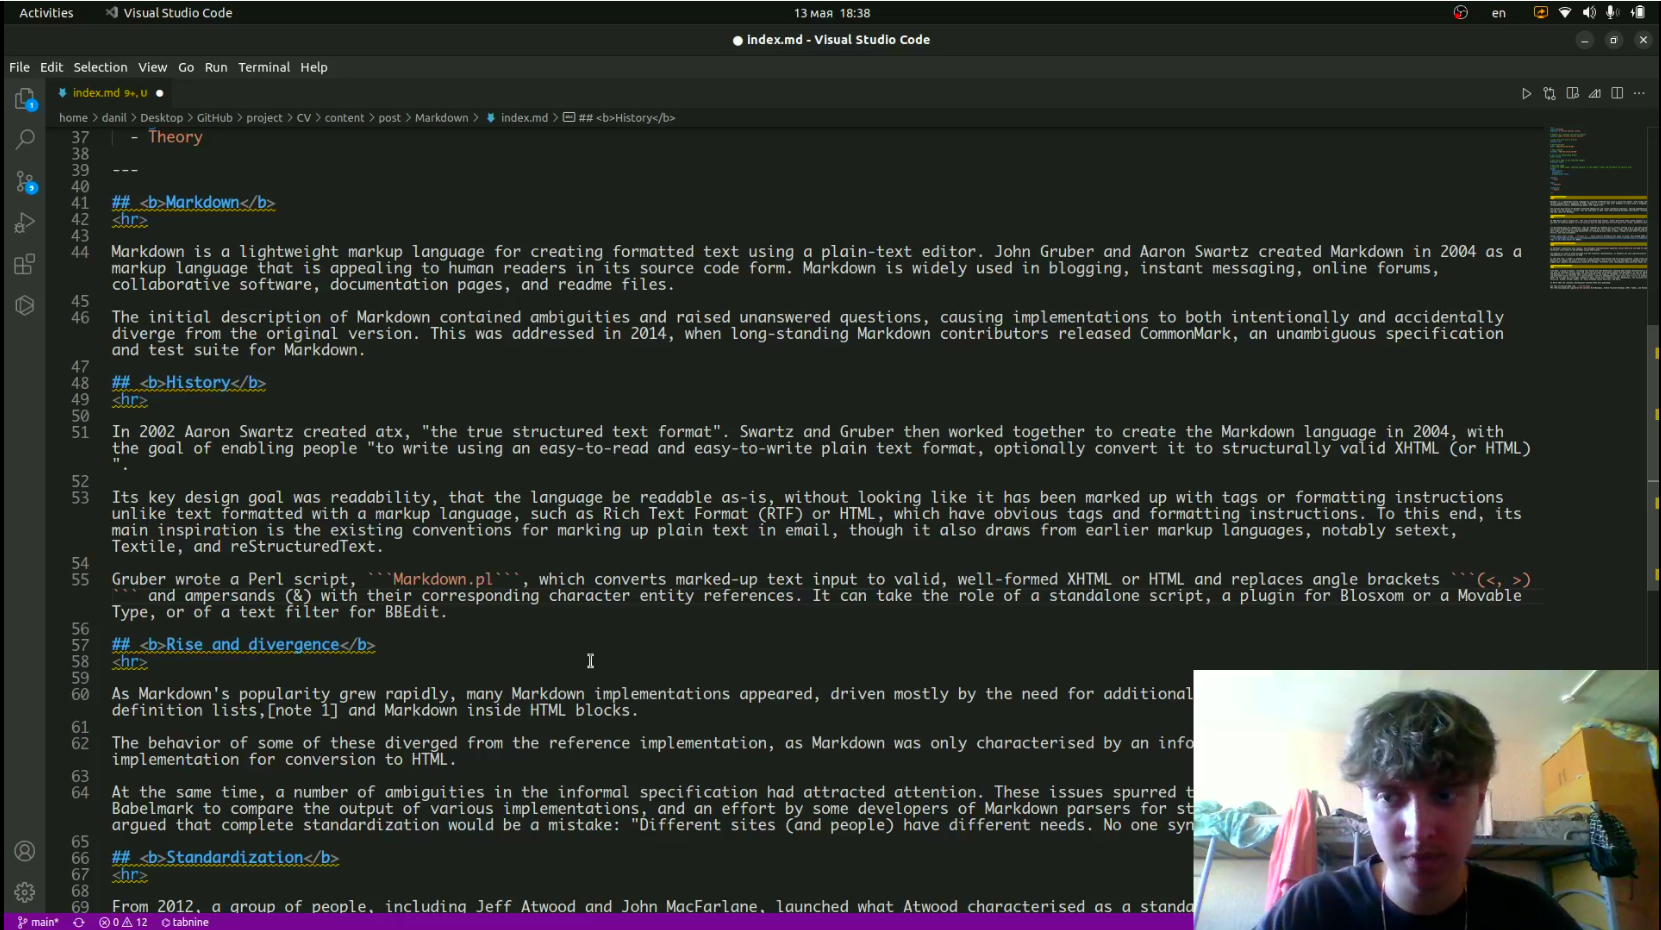 Activities Visual Studio Code 13 мая 18:38 en
index.md - Visual Studio Code
File Edit Selection View Go Run Terminal Help
index.md 9+, U
home > danil > Desktop > GitHub > project > CV > content > post > Markdown > index.md > ## <b>History</b>
37 - Theory
38
39 ---
40
41 ## <b>Markdown</b>
42 <hr>
43
44 Markdown is a lightweight markup language for creating formatted text using a plain-text editor. John Gruber and Aaron Swartz created Markdown in 2004 as a
markup language that is appealing to human readers in its source code form. Markdown is widely used in blogging, instant messaging, online forums,
collaborative software, documentation pages, and readme files.
45
46 The initial description of Markdown contained ambiguities and raised unanswered questions, causing implementations to both intentionally and accidentally
diverge from the original version. This was addressed in 2014, when long-standing Markdown contributors released CommonMark, an unambiguous specification
and test suite for Markdown.
47
48 ## <b>History</b>
49 <hr>
50
51 In 2002 Aaron Swartz created atx, "the true structured text format". Swartz and Gruber then worked together to create the Markdown language in 2004, with
the goal of enabling people "to write using an easy-to-read and easy-to-write plain text format, optionally convert it to structurally valid XHTML (or HTML)
".
52
53 Its key design goal was readability, that the language be readable as-is, without looking like it has been marked up with tags or formatting instructions
unlike text formatted with a markup language, such as Rich Text Format (RTF) or HTML, which have obvious tags and formatting instructions. To this end, its
main inspiration is the existing conventions for marking up plain text in email, though it also draws from earlier markup languages, notably setext,
Textile, and reStructuredText.
54
55 Gruber wrote a Perl script, ```Markdown.pl```, which converts marked-up text input to valid, well-formed XHTML or HTML and replaces angle brackets ```(<, >)
``` and ampersands (&) with their corresponding character entity references. It can take the role of a standalone script, a plugin for Blosxom or a Movable
Type, or of a text filter for BBEdit.
56
57 ## <b>Rise and divergence</b>
58 <hr>
59
60 As Markdown's popularity grew rapidly, many Markdown implementations appeared, driven mostly by the need for additional
definition lists,[note 1] and Markdown inside HTML blocks.
61
62 The behavior of some of these diverged from the reference implementation, as Markdown was only characterised by an info
implementation for conversion to HTML.
63
64 At the same time, a number of ambiguities in the informal specification had attracted attention. These issues spurred t
Babelmark to compare the output of various implementations, and an effort by some developers of Markdown parsers for st
argued that complete standardization would be a mistake: "Different sites (and people) have different needs. No one syn
65
66 ## <b>Standardization</b>
67 <hr>
68
69 From 2012, a group of people, including Jeff Atwood and John MacFarlane, launched what Atwood characterised as a standa
main* 0 12 tabnine